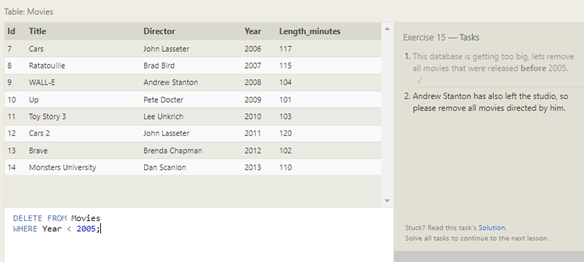 Table: Movies
Id Title Director Year Length_minutes
7 Cars John Lasseter 2006 117
8 Ratatouille Brad Bird 2007 115
9 WALL-E Andrew Stanton 2008 104
10 Up Pete Docter 2009 101
11 Toy Story 3 Lee Unkrich 2010 103
12 Cars 2 John Lasseter 2011 120
13 Brave Brenda Chapman 2012 102
14 Monsters University Dan Scanlon 2013 110
DELETE FROM Movies
WHERE Year < 2005;
Exercise 15 — Tasks
1. This database is getting too big, lets remove
all movies that were released before 2005.
✓
2. Andrew Stanton has also left the studio, so
please remove all movies directed by him.
Stuck? Read this task's Solution.
Solve all tasks to continue to the next lesson.